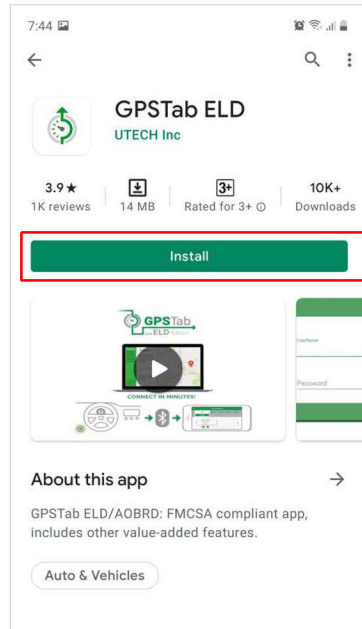 7:44
GPSTab ELD
UTECH Inc
3.9★
1K reviews
14 MB
3+
Rated for 3+
10K+
Downloads
Install
GPSTab
...ELD Edition
CONNECT IN MINUTES!
UserName
Password
About this app
GPSTab ELD/AOBRD: FMCSA compliant app,
includes other value-added features.
Auto & Vehicles